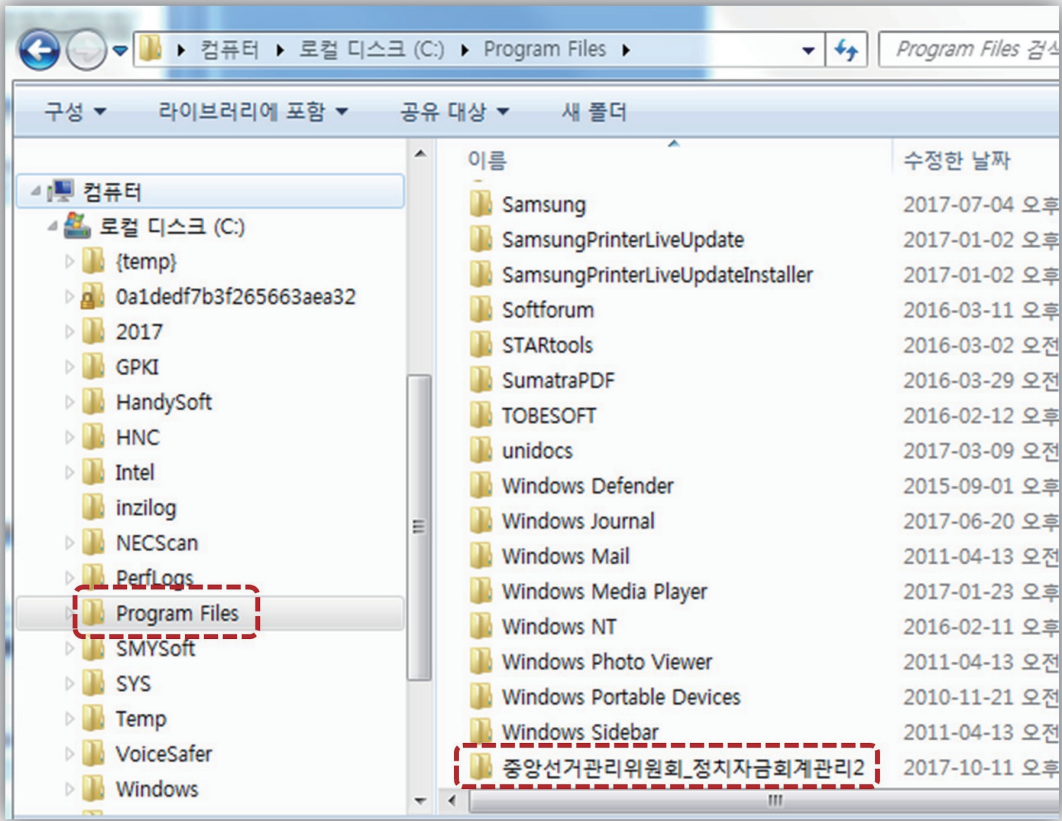 컴퓨터 로컬 디스크 (C:) Program Files
Program Files
구성 라이브러리에 포함 공유 대상 새 폴더
이름 수정한 날짜
컴퓨터
로컬 디스크 (C:)
{temp}
0a1dedf7b3f265663aea32
2017
GPKI
HandySoft
HNC
Intel
inzilog
NECScan
PerfLogs
Program Files
SMYSoft
SYS
Temp
VoiceSafer
Windows
Samsung 2017-07-04 오후
SamsungPrinterLiveUpdate 2017-01-02 오후
SamsungPrinterLiveUpdateInstaller 2017-01-02 오후
Softforum 2016-03-11 오후
STARtools 2016-03-02 오전
SumatraPDF 2016-03-29 오전
TOBESOFT 2016-02-12 오후
unidocs 2017-03-09 오전
Windows Defender 2015-09-01 오후
Windows Journal 2017-06-20 오후
Windows Mail 2011-04-13 오전
Windows Media Player 2017-01-23 오후
Windows NT 2016-02-11 오후
Windows Photo Viewer 2011-04-13 오전
Windows Portable Devices 2010-11-21 오전
Windows Sidebar 2011-04-13 오전
중앙선거관리위원회_정치자금회계관리2 2017-10-11 오후